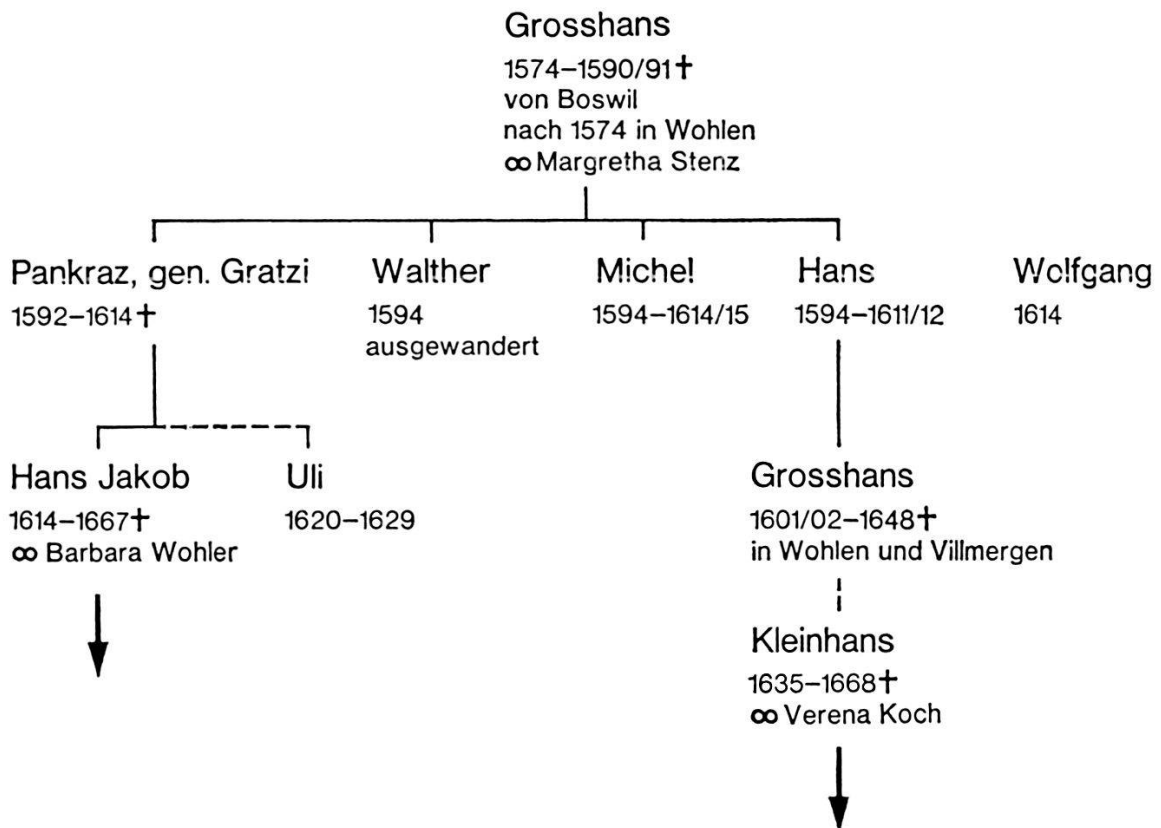 Grosshans
1574–1590/91✝
von Boswil
nach 1574 in Wohlen
⚭ Margretha Stenz
Pankraz, gen. Gratzi
1592–1614✝
Walther
1594
ausgewandert
Michel
1594–1614/15
Hans
1594–1611/12
Wolfgang
1614
Hans Jakob
1614–1667✝
⚭ Barbara Wohler
Uli
1620–1629
Grosshans
1601/02–1648✝
in Wohlen und Villmergen
Kleinhans
1635–1668✝
⚭ Verena Koch